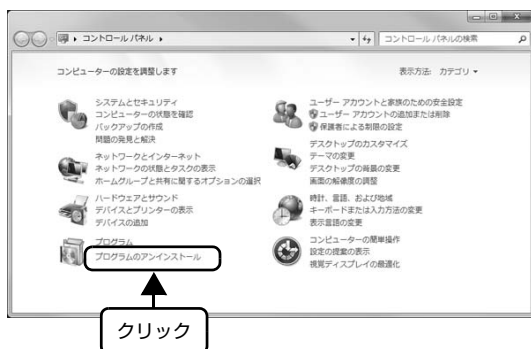 コントロール パネル
コントロール パネルの検索
コンピューターの設定を調整します
表示方法: カテゴリ
システムとセキュリティ
コンピューターの状態を確認
バックアップの作成
問題の発見と解決
ネットワークとインターネット
ネットワークの状態とタスクの表示
ホームグループと共有に関するオプションの選択
ハードウェアとサウンド
デバイスとプリンターの表示
デバイスの追加
プログラム
プログラムのアンインストール
ユーザー アカウントと家族のための安全設定
ユーザー アカウントの追加または削除
保護者による制限の設定
デスクトップのカスタマイズ
テーマの変更
デスクトップの背景の変更
画面の解像度の調整
時計、言語、および地域
キーボードまたは入力方法の変更
表示言語の変更
コンピューターの簡単操作
設定の提案の表示
視覚ディスプレイの最適化
クリック